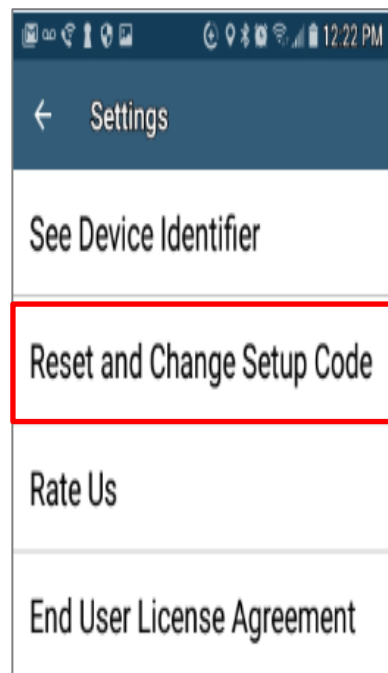 12:22 PM
Settings
See Device Identifier
Reset and Change Setup Code
Rate Us
End User License Agreement